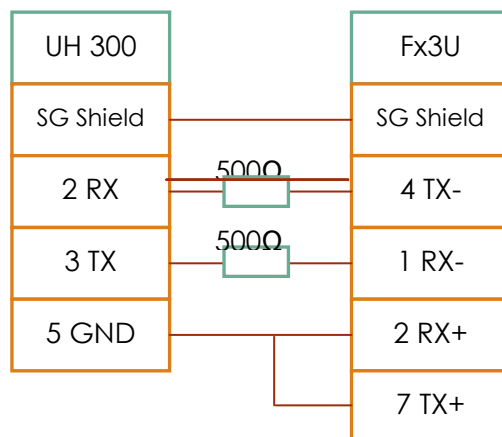 UH 300
Fx3U
SG Shield
SG Shield
500Ω
2 RX
4 TX-
500Ω
3 TX
1 RX-
5 GND
2 RX+
7 TX+